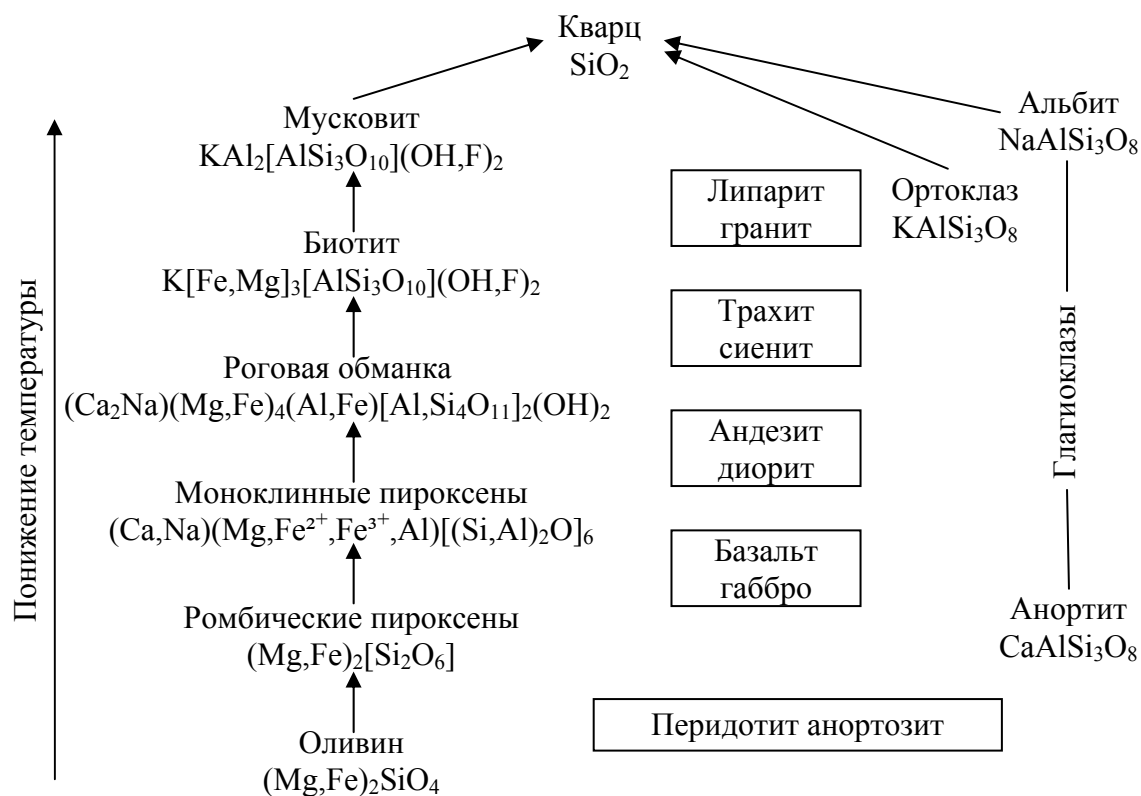 Кварц
SiO₂
Мусковит
KAl₂[AlSi₃O₁₀](OH,F)₂
Биотит
K[Fe,Mg]₃[AlSi₃O₁₀](OH,F)₂
Роговая обманка
(Ca₂Na)(Mg,Fe)₄(Al,Fe)[Al,Si₄O₁₁]₂(OH)₂
Моноклинные пироксены
(Ca,Na)(Mg,Fe²⁺,Fe³⁺,Al)[(Si,Al)₂O]₆
Ромбические пироксены
(Mg,Fe)₂[Si₂O₆]
Оливин
(Mg,Fe)₂SiO₄
Понижение температуры
Липарит
гранит
Трахит
сиенит
Андезит
диорит
Базальт
габбро
Перидотит анортозит
Альбит
NaAlSi₃O₈
Ортоклаз
KAlSi₃O₈
Глагиоклазы
Анортит
CaAlSi₃O₈